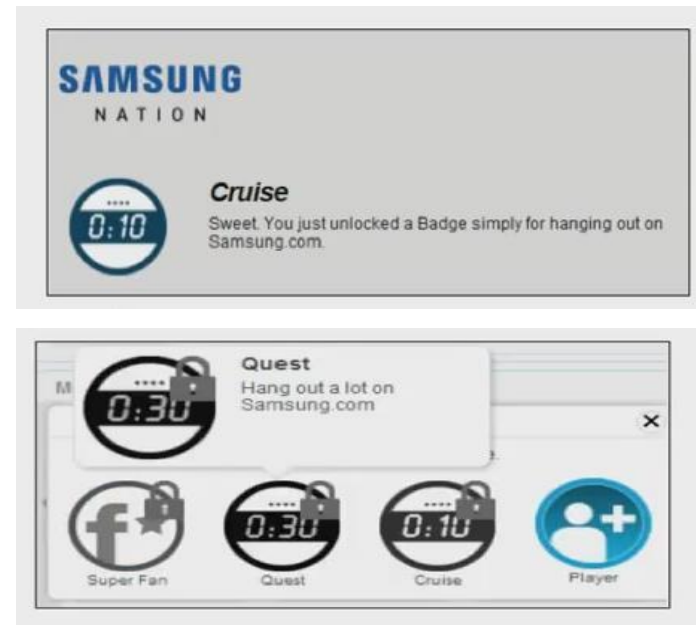 SAMSUNG
NATION
Cruise
0:10
Sweet. You just unlocked a Badge simply for hanging out on
Samsung.com.
Quest
Hang out a lot on
Samsung.com
0:30
M
e.
f
0:30
0:10
Super Fan
Quest
Cruise
Player